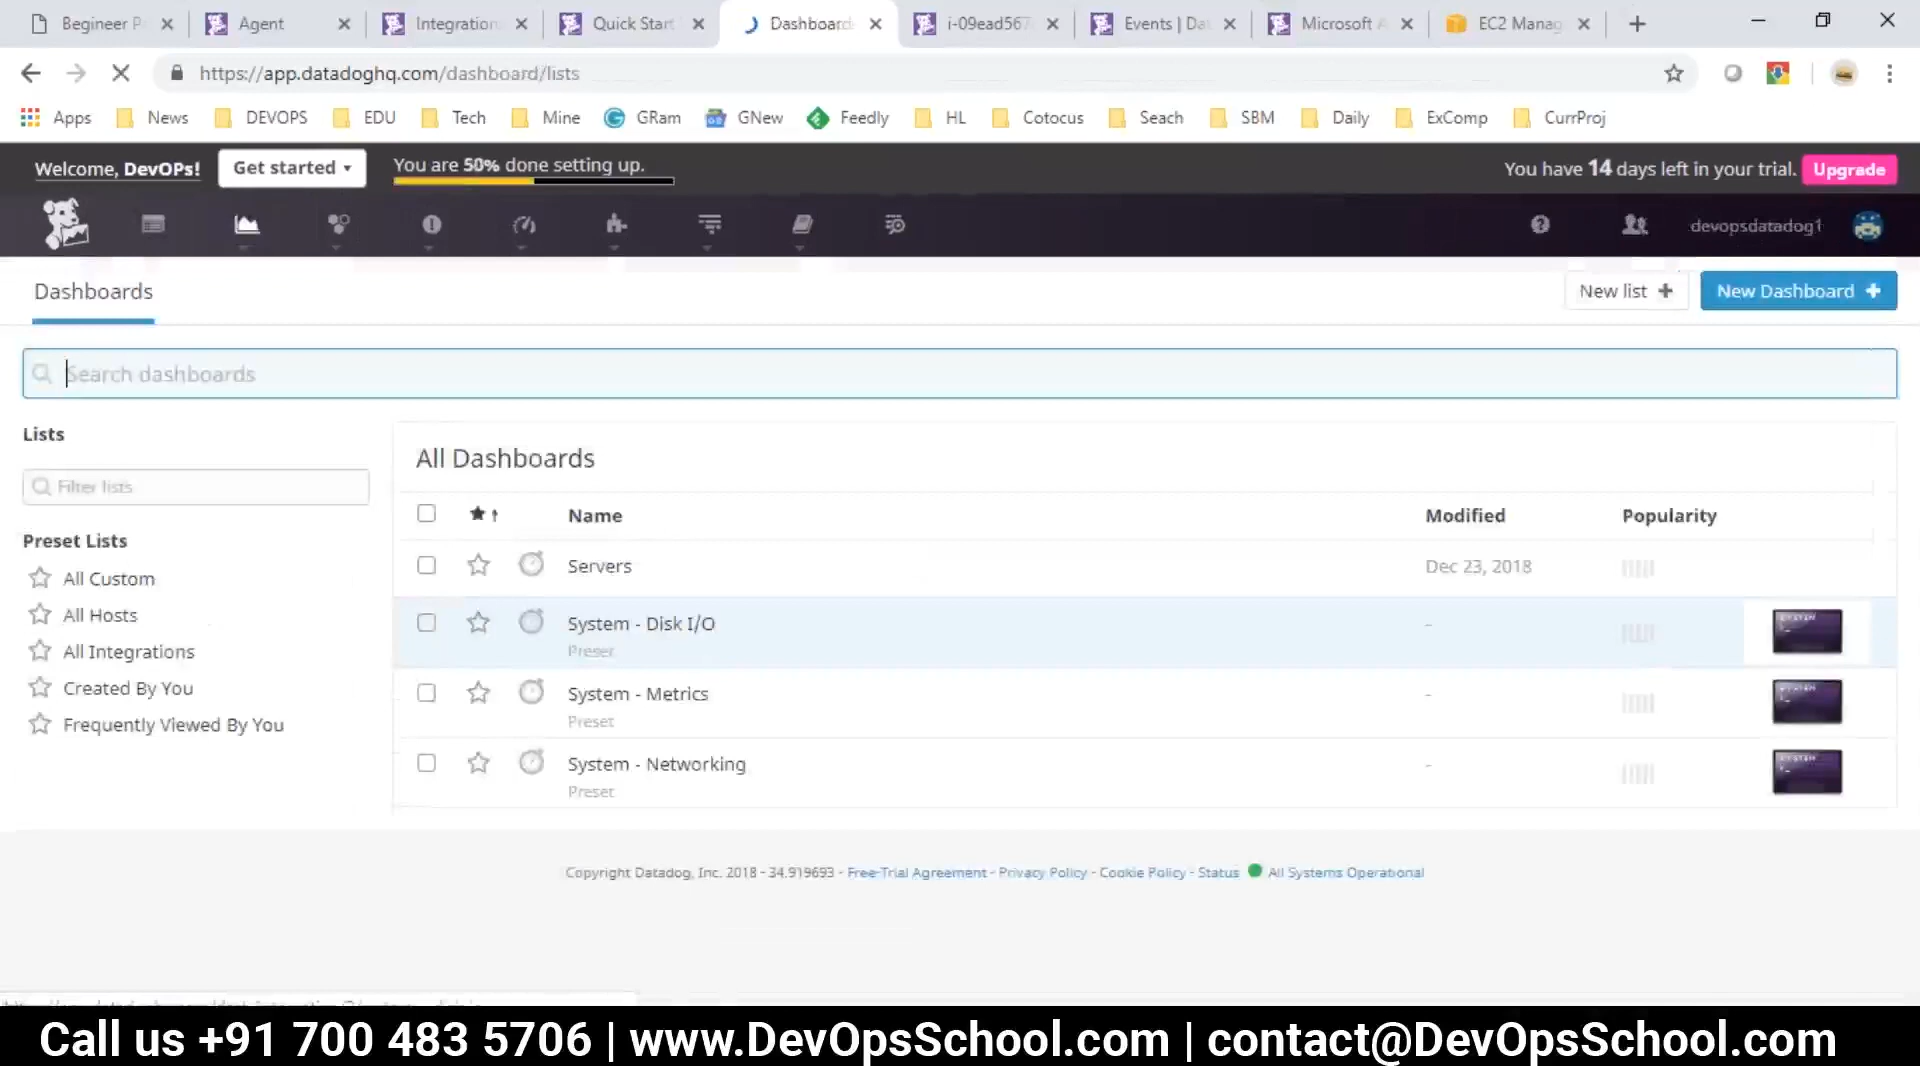 Begineer P
Agent
Integration
Quick Start
Dashboard
i-09ead567
Events | Da
Microsoft A
EC2 Manag
https://app.datadoghq.com/dashboard/lists
Apps
News
DEVOPS
EDU
Tech
Mine
GRam
GNew
Feedly
HL
Cotocus
Seach
SBM
Daily
ExComp
CurrProj
Welcome, DevOPs!
Get started
You are 50% done setting up.
You have 14 days left in your trial.
Upgrade
devopsdatadog1
Dashboards
New list +
New Dashboard +
Search dashboards
Lists
Filter lists
Preset Lists
All Custom
All Hosts
All Integrations
Created By You
Frequently Viewed By You
All Dashboards
Name Modified Popularity
Servers Dec 23, 2018
System - Disk I/O -
Preset
System - Metrics -
Preset
System - Networking -
Preset
Copyright Datadog, Inc. 2018 - 34.919693 - Free-Trial Agreement - Privacy Policy - Cookie Policy - Status All Systems Operational
Call us +91 700 483 5706 | www.DevOpsSchool.com | contact@DevOpsSchool.com